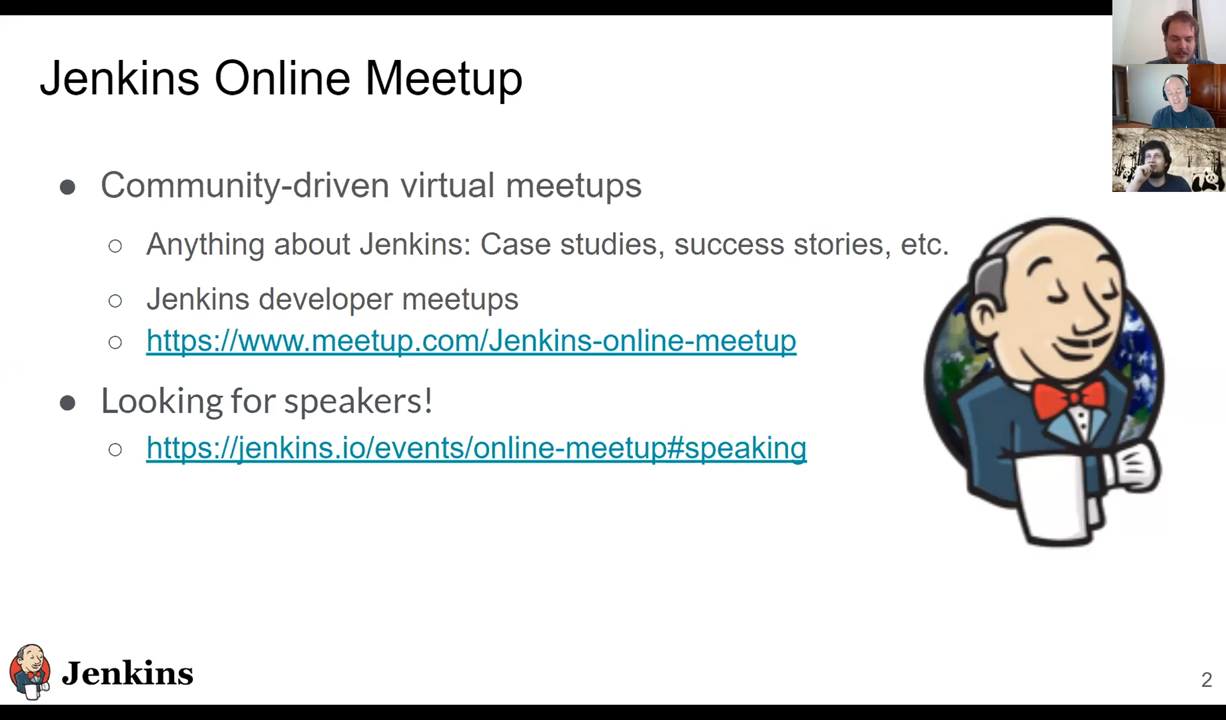 Jenkins Online Meetup
● Community-driven virtual meetups
○ Anything about Jenkins: Case studies, success stories, etc.
○ Jenkins developer meetups
○ https://www.meetup.com/Jenkins-online-meetup
● Looking for speakers!
○ https://jenkins.io/events/online-meetup#speaking
Jenkins
2